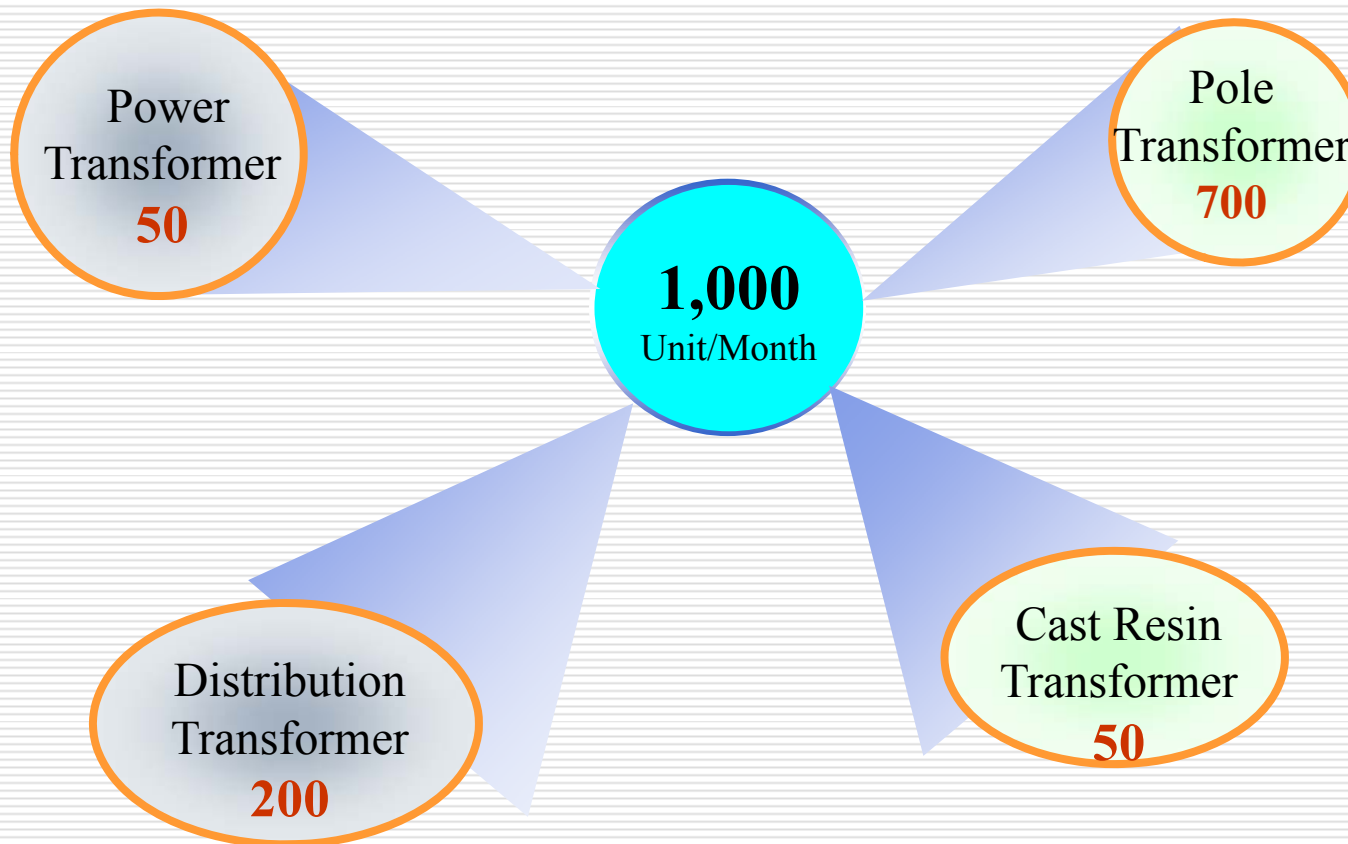 Power
Transformer
50
Pole
Transformer
700
1,000
Unit/Month
Distribution
Transformer
200
Cast Resin
Transformer
50